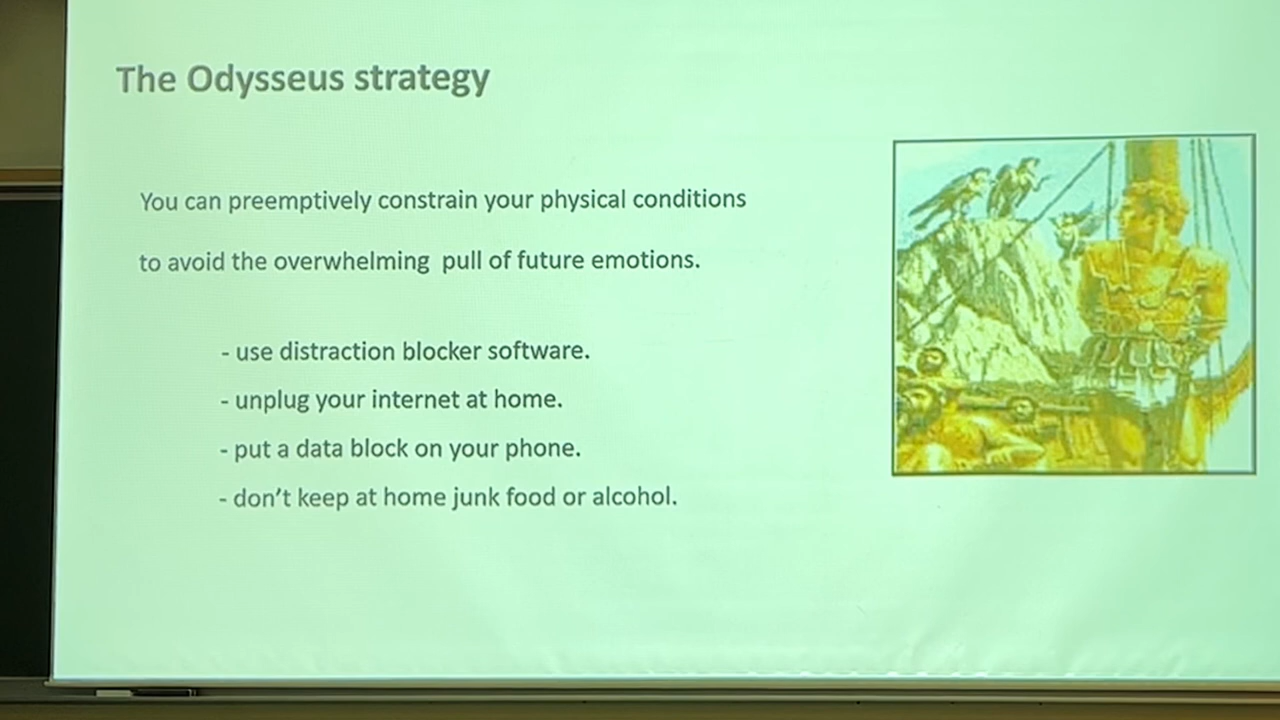 The Odysseus strategy
You can preemptively constrain your physical conditions
to avoid the overwhelming  pull of future emotions.
- use distraction blocker software.
- unplug your internet at home.
- put a data block on your phone.
- don't keep at home junk food or alcohol.